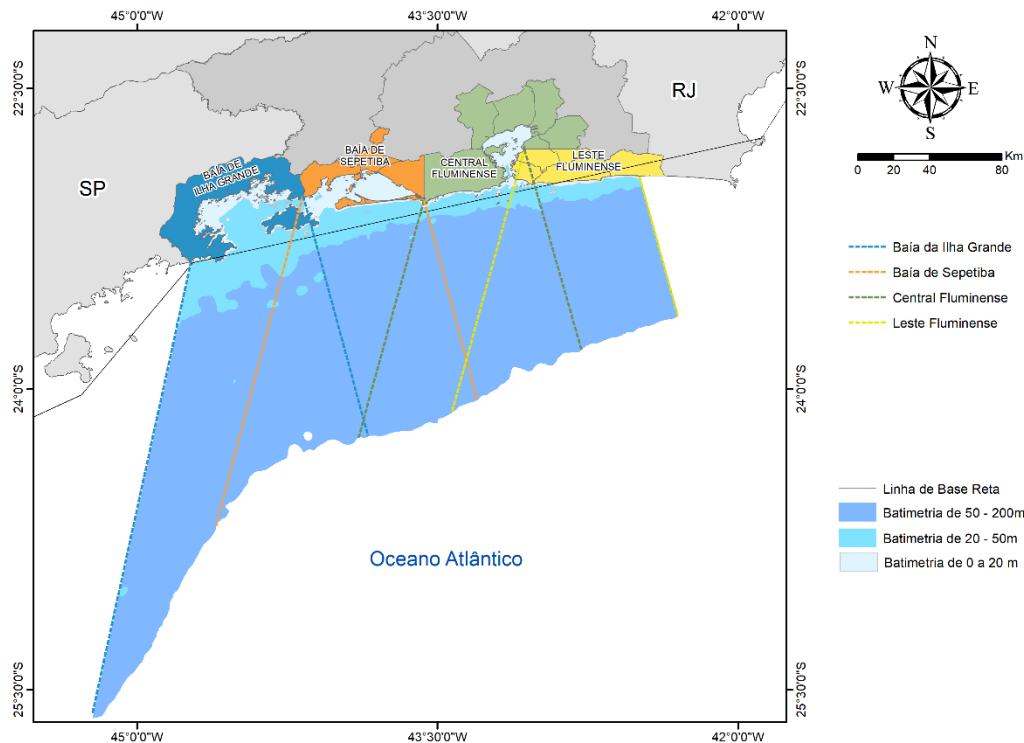 45°0'0"W 43°30'0"W 42°0'0"W
22°30'0"S
22°30'0"S
RJ
SP
BAÍA DE
ILHA GRANDE
BAÍA DE
SEPETIBA
CENTRAL
FLUMINENSE
LESTE
FLUMINENSE
24°0'0"S
24°0'0"S
Oceano Atlântico
25°30'0"S
25°30'0"S
45°0'0"W 43°30'0"W 42°0'0"W
N
W E
S
Km
0 20 40 60 80
Baía da Ilha Grande
Baía de Sepetiba
Central Fluminense
Leste Fluminense
Linha de Base Reta
Batimetria de 50 - 200m
Batimetria de 20 - 50m
Batimetria de 0 a 20 m